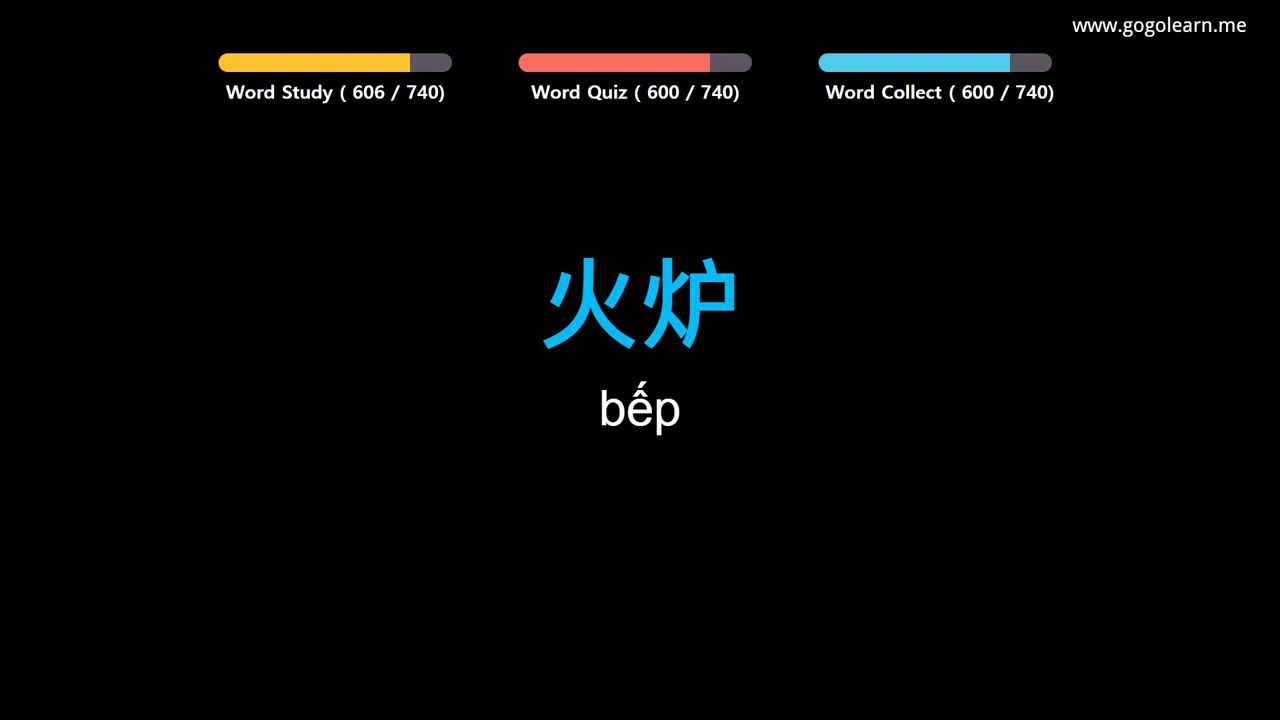 www.gogolearn.me
Word Study ( 606 / 740)
Word Quiz ( 600 / 740)
Word Collect ( 600 / 740)
火炉
bếp